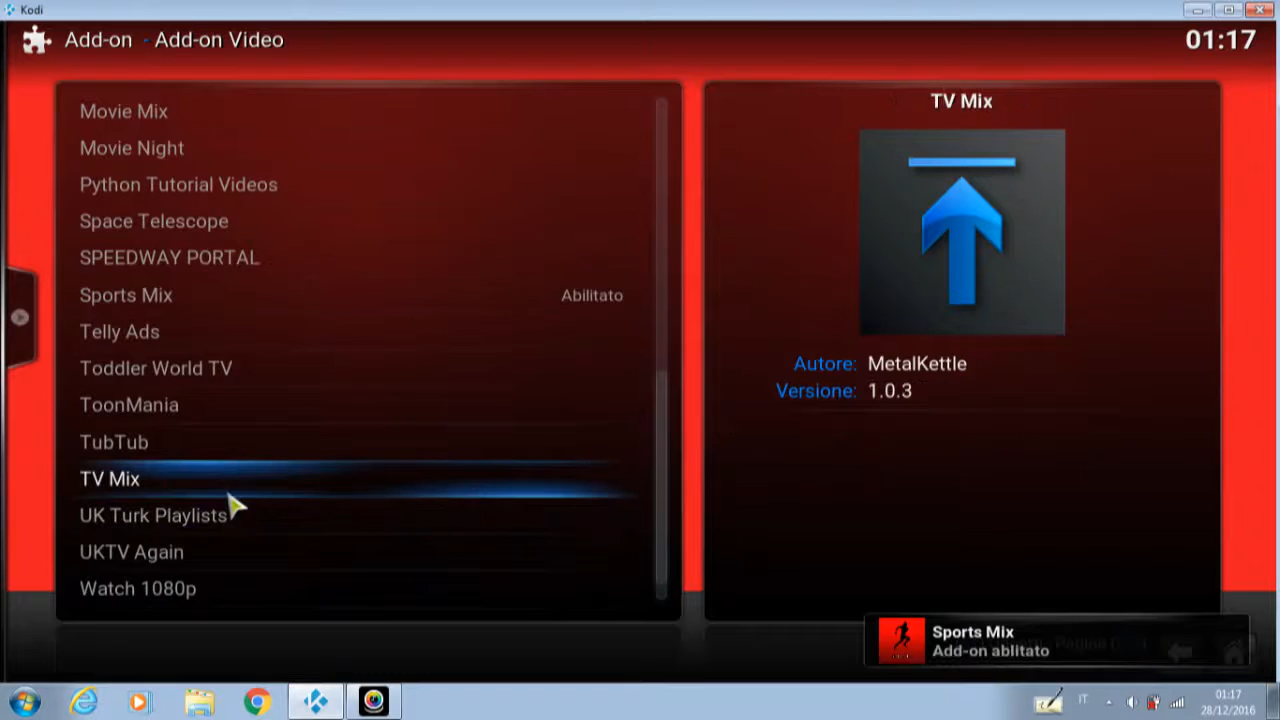 Kodi
Add-on - Add-on Video
01:17
Movie Mix
Movie Night
Python Tutorial Videos
Space Telescope
SPEEDWAY PORTAL
Sports Mix Abilitato
Telly Ads
Toddler World TV
ToonMania
TubTub
TV Mix
UK Turk Playlists
UKTV Again
Watch 1080p
TV Mix
Autore: MetalKettle
Versione: 1.0.3
Sports Mix
Add-on ablitato
IT
01:17
28/12/2016